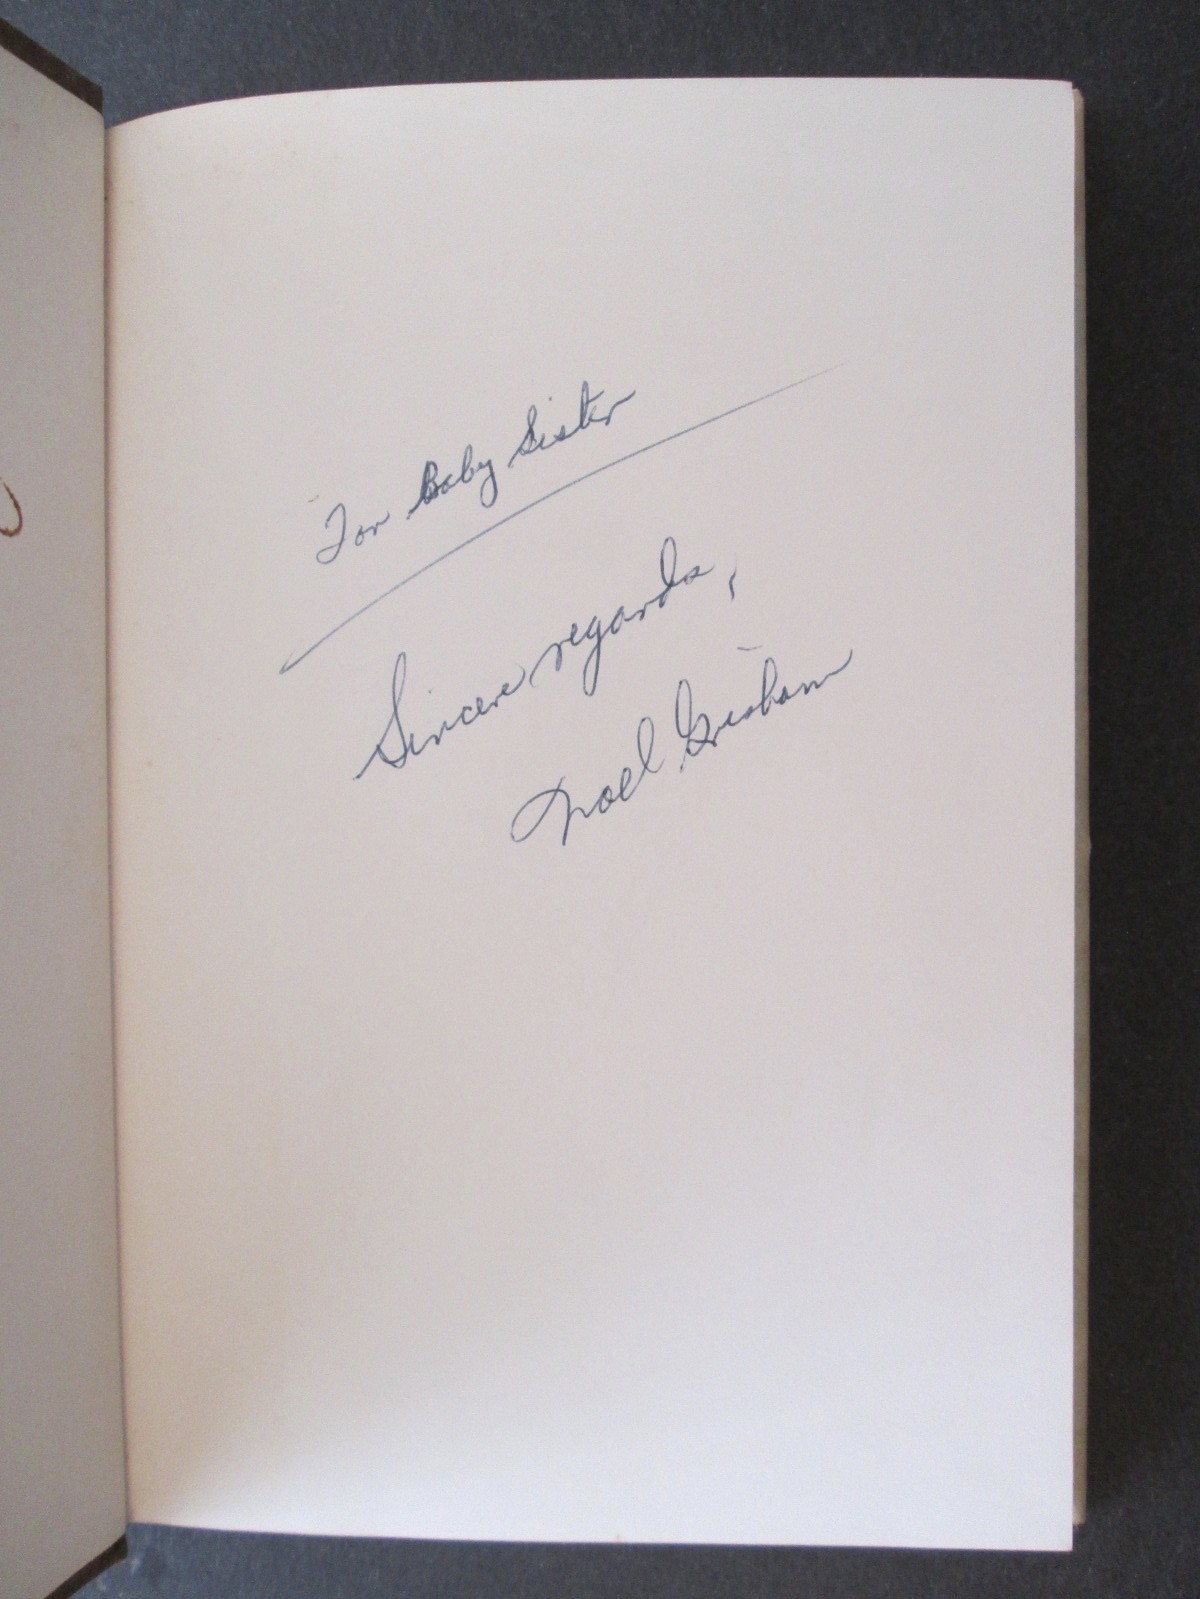 For Baby Sister
Sincere regards,
Noel Grisham